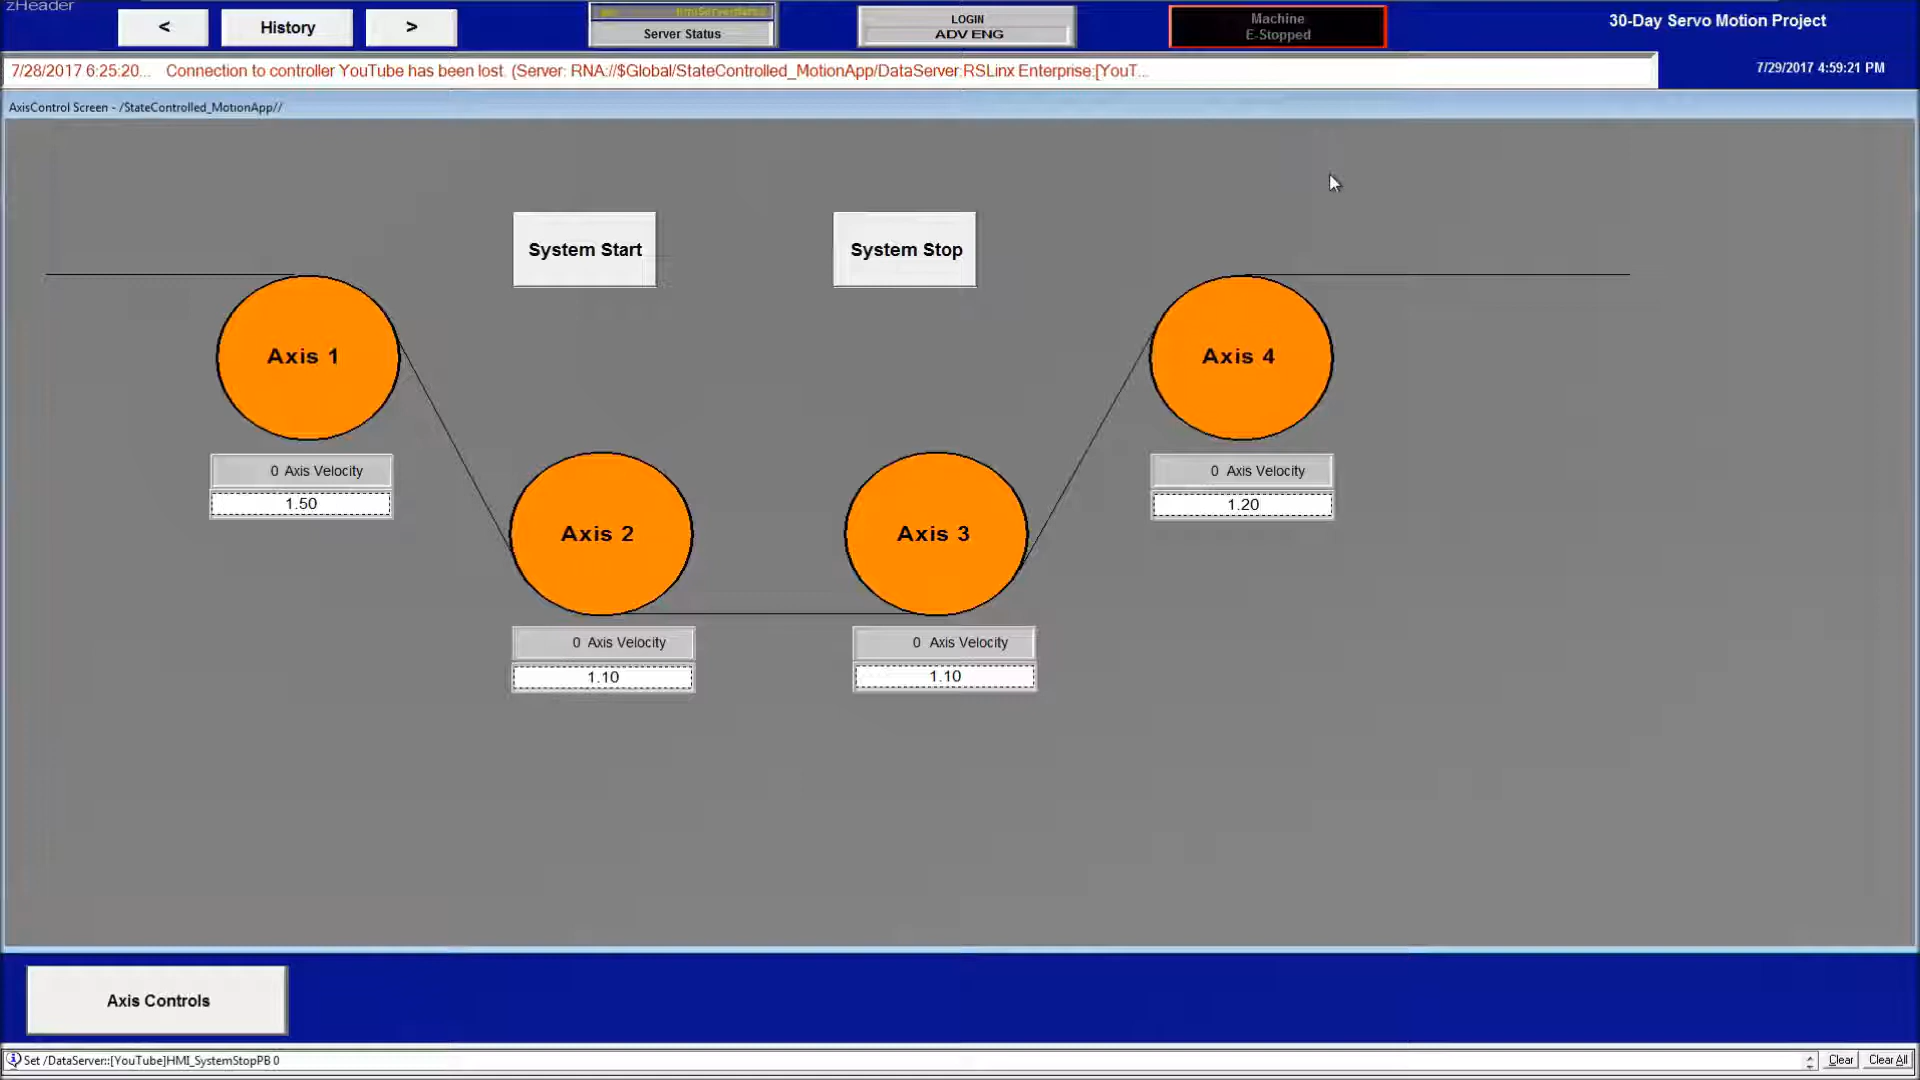 zHeader
<
History
>
Server Status
LOGIN
ADV ENG
Machine
E-Stopped
30-Day Servo Motion Project
7/28/2017 6:25:20... Connection to controller YouTube has been lost. (Server: RNA://$Global/StateControlled_MotionApp/DataServer:RSLinx Enterprise:[YouT...
7/29/2017 4:59:21 PM
AxisControl Screen - /StateControlled_MotionApp//
System Start
System Stop
Axis 1
Axis 4
0 Axis Velocity
1.50
0 Axis Velocity
1.20
Axis 2
Axis 3
0 Axis Velocity
1.10
0 Axis Velocity
1.10
Axis Controls
Set /DataServer::[YouTube]HMI_SystemStopPB 0
Clear
Clear All